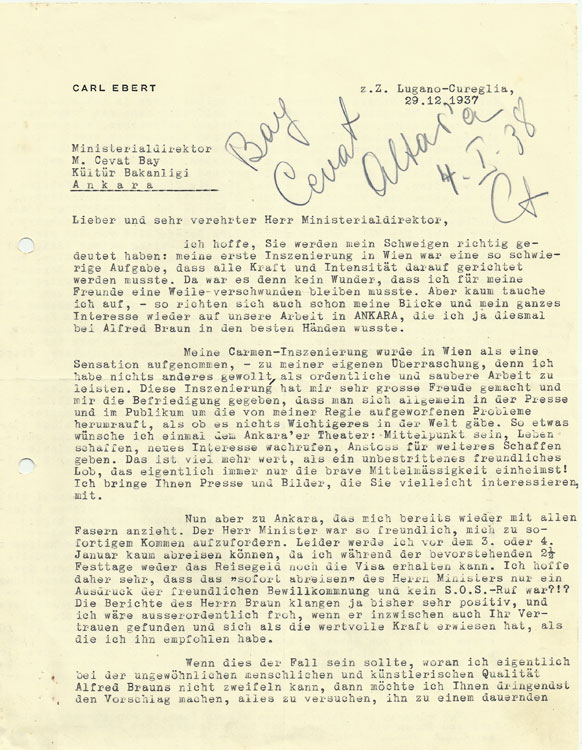 CARL EBERT
z.Z. Lugano-Cureglia,
29.12.1937
Bay
Cevat
4. I. 38
Ministerialdirektor
M. Cevat Bay
Kültür Bakanligi
Ankara
Lieber und sehr verehrter Herr Ministerialdirektor,
ich hoffe, Sie werden mein Schweigen richtig ge-
deutet haben: meine erste Inszenierung in Wien war eine so schwie-
rige Aufgabe, dass alle Kraft und Intensität darauf gerichtet
werden musste. Da war es denn kein Wunder, dass ich für meine
Freunde eine Weile verschwunden bleiben musste. Aber kaum tauche
ich auf, - so richten sich auch schon meine Blicke und mein ganzes
Interesse wieder auf unsere Arbeit in ANKARA, die ich ja diesmal
bei Alfred Braun in den besten Händen wusste.
Meine Carmen-Inszenierung wurde in Wien als eine
Sensation aufgenommen, - zu meiner eigenen Überraschung, denn ich
habe nichts anderes gewollt, als ordentliche und saubere Arbeit zu
leisten. Diese Inszenierung hat mir sehr grosse Freude gemacht und
mir die Befriedigung gegeben, dass man sich allgemein in der Presse
und im Publikum um die von meiner Regie aufgeworfenen Probleme
herumrauft, als ob es nichts Wichtigeres in der Welt gäbe. So etwas
wünsche ich einmal dem Ankara'er Theater: Mittelpunkt sein, Leben
schaffen, neues Interesse wachrufen, Anstoss für weiteres Schaffen
geben. Das ist viel mehr wert, als ein unbestrittenes freundliches
Lob, das eigentlich immer nur die brave Mittelmässigkeit einheimst!
Ich bringe Ihnen Presse und Bilder, die Sie vielleicht interessieren,
mit.
Nun aber zu Ankara, das mich bereits wieder mit allen
Fasern anzieht. Der Herr Minister war so freundlich, mich zu so-
fortigem Kommen aufzufordern. Leider werde ich vor dem 3. oder 4.
Januar kaum abreisen können, da ich während der bevorstehenden 2½
Festtage weder das Reisegeld noch die Visa erhalten kann. Ich hoffe
daher sehr, dass das "sofort abreisen" des Herrn Ministers nur ein
Ausdruck der freundlichen Bewillkommnung und kein S.O.S.-Ruf war?!?
Die Berichte des Herrn Braun klangen ja bisher sehr positiv, und
ich wäre ausserordentlich froh, wenn er inzwischen auch Ihr Ver-
trauen gefunden und sich als die wertvolle Kraft erwiesen hat, als
die ich ihn empfohlen habe.
Wenn dies der Fall sein sollte, woran ich eigentlich
bei der ungewöhnlichen menschlichen und künstlerischen Qualität
Alfred Brauns nicht zweifeln kann, dann möchte ich Ihnen dringendst
den Vorschlag machen, alles zu versuchen, ihn zu einem dauernden